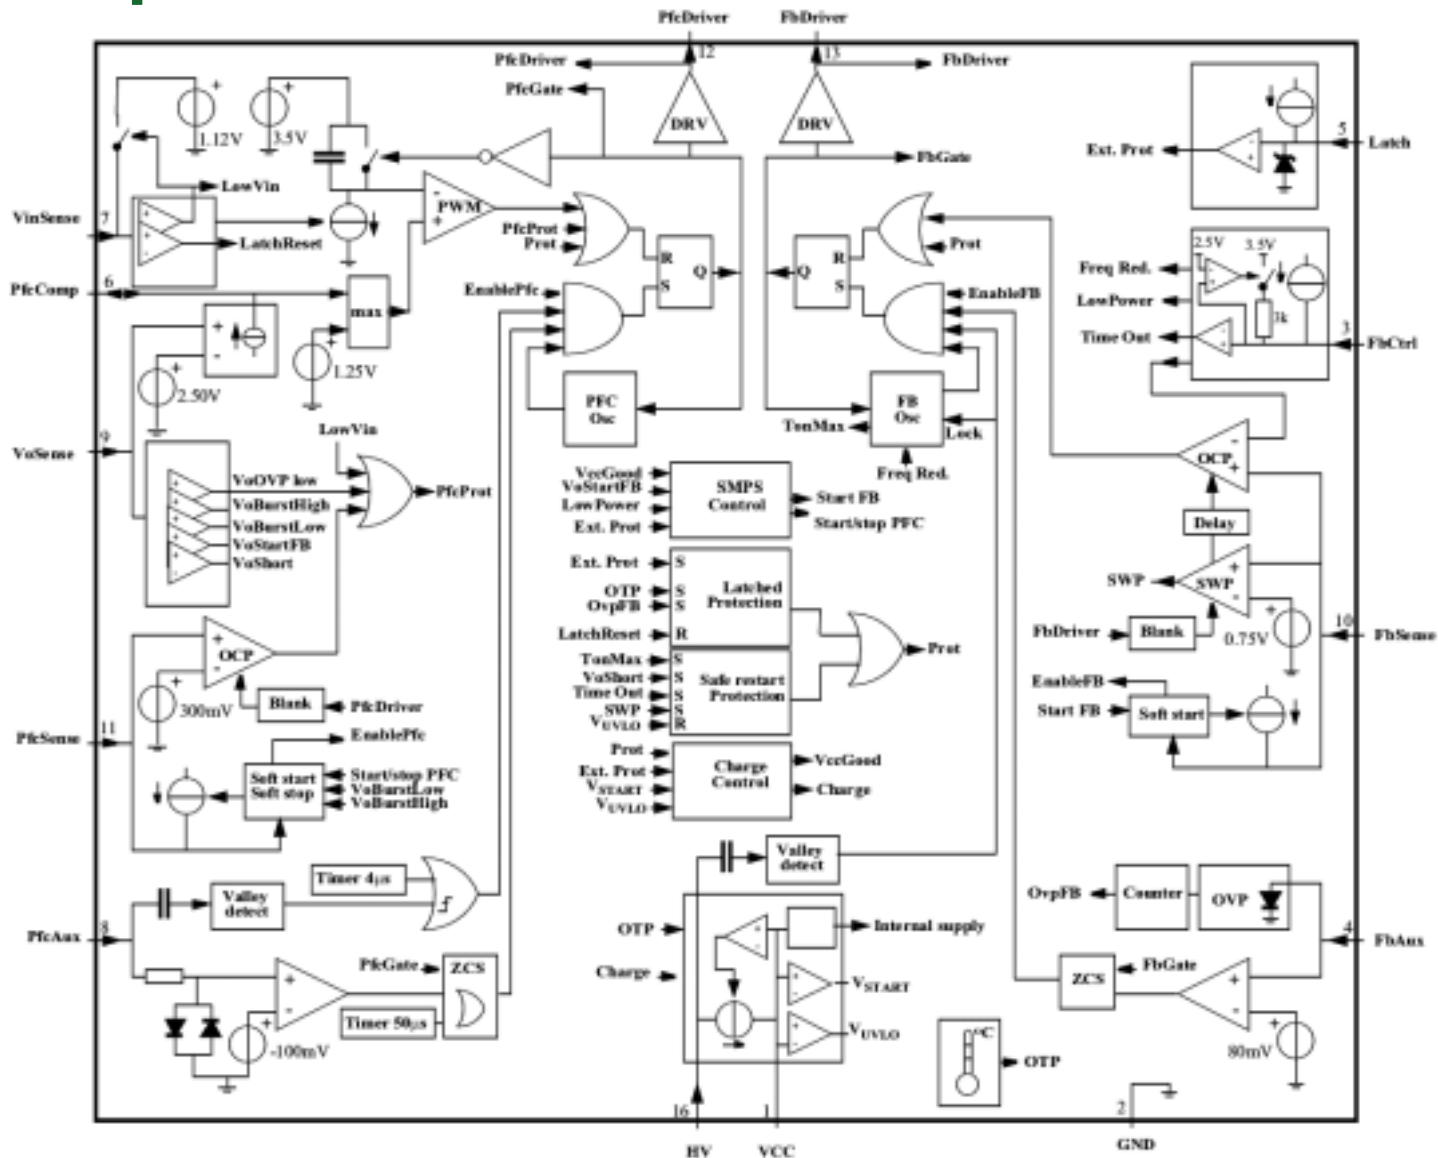 PfcDriver FbDriver
12 13
PfcDriver FbDriver
PfcGate
DRV DRV
1.12V 3.5V
5 Latch
Ext. Prot
FbGate
LowVin
VinSense 7
PWM
LatchReset
PfcProt
Prot
Prot
R Q Q R
S S
2.5V 3.5V
Freq Red.
LowPower
3k
Time Out
3 FbCtrl
PfcComp 6
EnablePfc EnableFB
max
1.25V
2.50V
PFC
Osc
FB
Osc
TonMax
Lock
Freq Red.
9
VoSense
LowVin
VoOVP low
VoBurstHigh
VoBurstLow
VoStartFB
VoShort
PfcProt
VccGood
VoStartFB
LowPower
Ext. Prot
SMPS
Control
Start FB
Start/stop PFC
OCP
Delay
SWP SWP
FbDriver Blank
0.75V
10 FbSense
Ext. Prot S
OTP S
OvpFB S
LatchReset R
Latched
Protection
TonMax S
VoShort S
Time Out S
SWP S
VUVLO R
Safe restart
Protection
Prot
OCP
300mV
Blank PfcDriver
11
PfcSense
EnablePfc
Soft start
Soft stop
Start/stop PFC
VoBurstLow
VoBurstHigh
EnableFB
Start FB Soft start
Prot
Ext. Prot
VSTART
VUVLO
Charge
Control
VccGood
Charge
Timer 4µs
Valley
detect
Valley
detect
8
PfcAux
PfcGate ZCS
Timer 50µs
-100mV
OTP
Charge
Internal supply
VSTART
VUVLO
OvpFB Counter OVP
4 FbAux
ZCS FbGate
80mV
°C
OTP
16 1 2
HV VCC GND